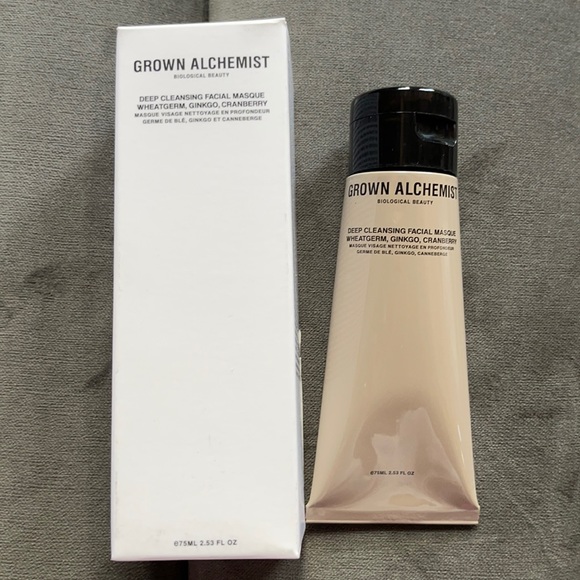 GROWN ALCHEMIST
BIOLOGICAL BEAUTY
DEEP CLEANSING FACIAL MASQUE
WHEATGERM, GINKGO, CRANBERRY
MASQUE VISAGE NETTOYAGE EN PROFONDEUR
GERME DE BLÉ, GINKGO ET CANNEBERGE
℮75ML 2.53 FL OZ
GROWN ALCHEMIST
BIOLOGICAL BEAUTY
DEEP CLEANSING FACIAL MASQUE
WHEATGERM, GINKGO, CRANBERRY
MASQUE VISAGE NETTOYAGE EN PROFONDEUR
GERME DE BLÉ, GINKGO, CANNEBERGE
℮75ML 2.53 FL OZ